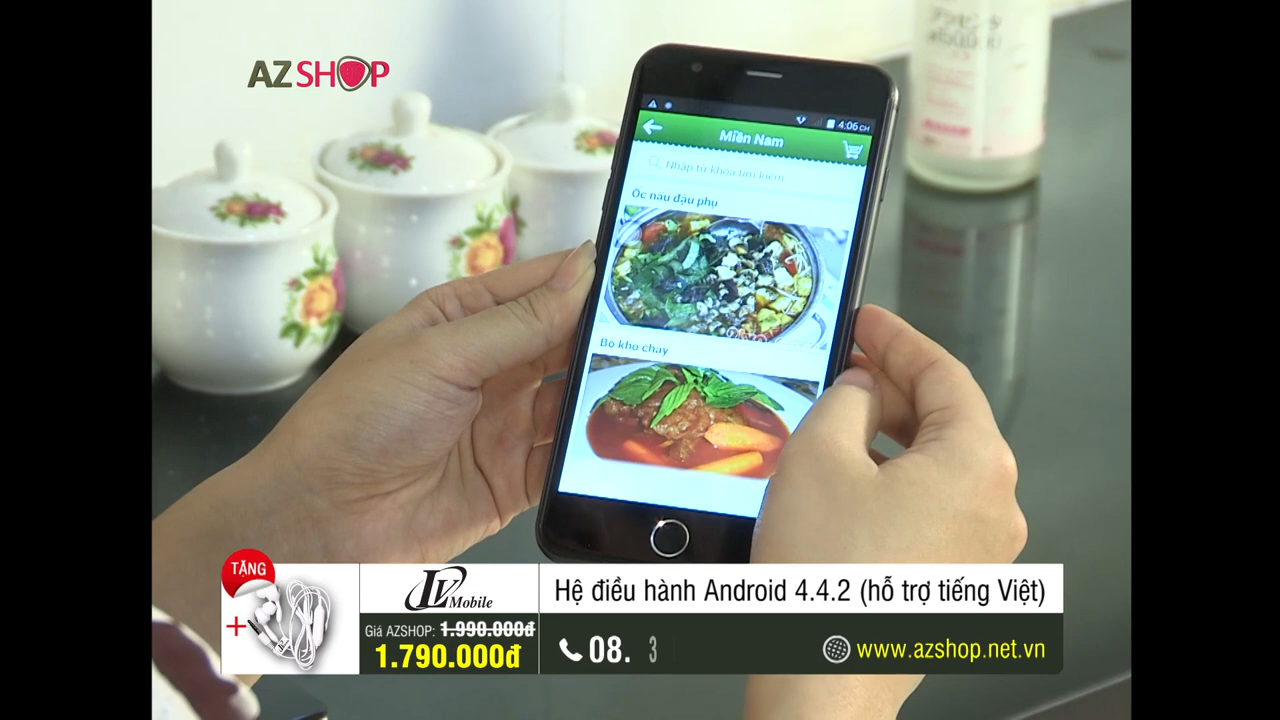 AZSHOP
4:06 CH
Miền Nam
Nhập từ khóa tìm kiếm
Ốc nấu đậu phụ
Bò kho chay
TẶNG
+
LV Mobile
Hệ điều hành Android 4.4.2 (hỗ trợ tiếng Việt)
Giá AZSHOP: 1.990.000đ
1.790.000đ
08. 3
www.azshop.net.vn